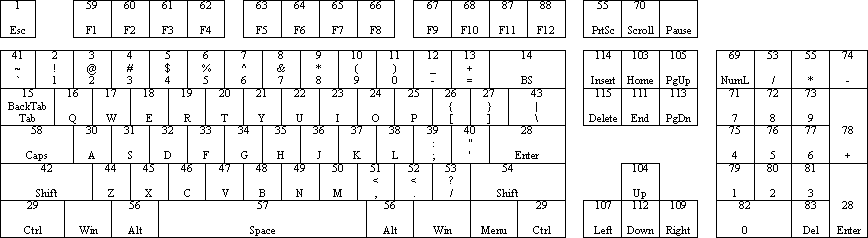 1 59 60 61 62 63 64 65 66 67 68 87 88 55 70
Esc F1 F2 F3 F4 F5 F6 F7 F8 F9 F10 F11 F12 PrtSc Scroll Pause
41 2 3 4 5 6 7 8 9 10 11 12 13 14 114 103 105 69 53 55 74
~ ! @ # $ % ^ & * ( ) _ +
` 1 2 3 4 5 6 7 8 9 0 - = BS Insert Home PgUp NumL / * -
15 16 17 18 19 20 21 22 23 24 25 26 27 43 115 111 113 71 72 73
BackTab { } |
Tab Q W E R T Y U I O P [ ] \ Delete End PgDn 7 8 9
58 30 31 32 33 34 35 36 37 38 39 40 28 75 76 77 78
: "
Caps A S D F G H J K L ; ' Enter 4 5 6 +
42 44 45 46 47 48 49 50 51 52 53 54 104 79 80 81
< < ?
Shift Z X C V B N M , . / Shift Up 1 2 3
29 56 57 56 29 107 112 109 82 83 28
Ctrl Win Alt Space Alt Win Menu Ctrl Left Down Right 0 Del Enter